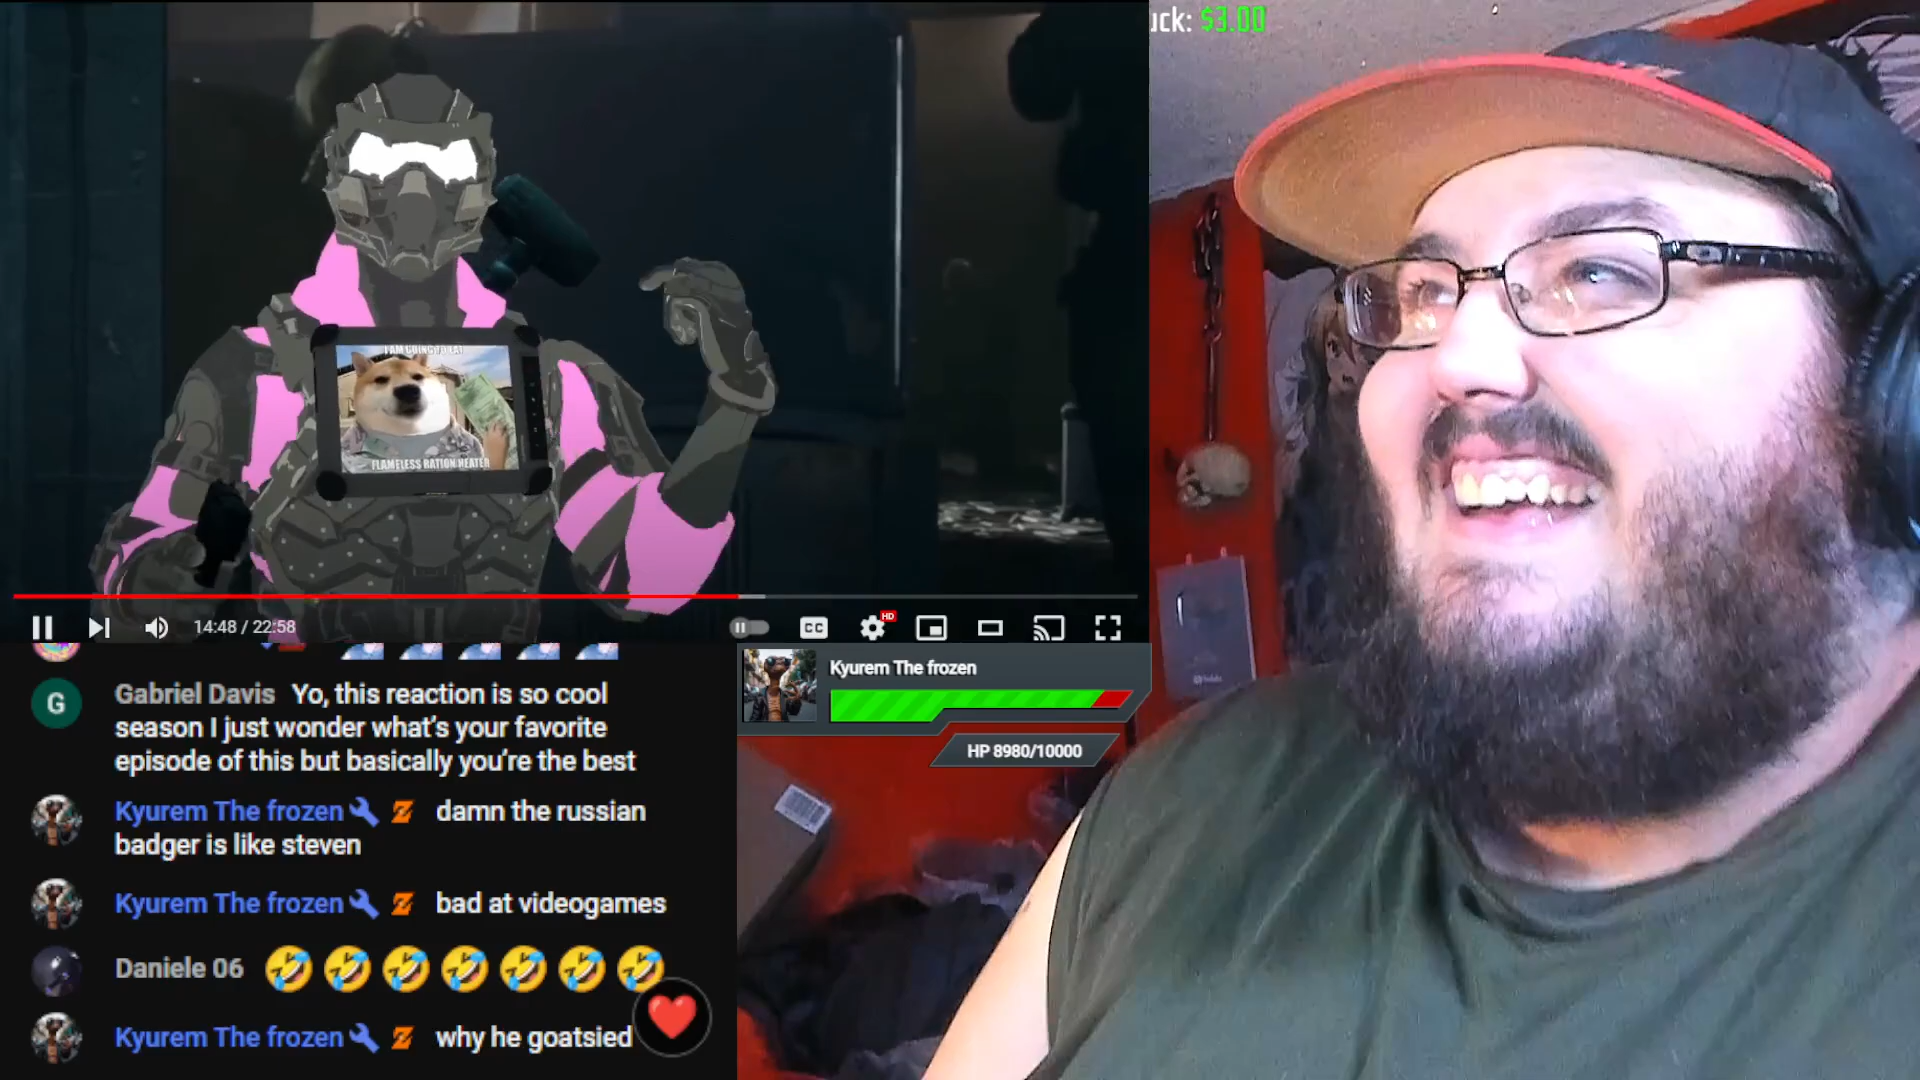 uck: $3.00
I AM GOING TO EAT
FLAMELESS RATION HEATER
14:48 / 22:58
CC
HD
Kyurem The frozen
HP 8980/10000
G
Gabriel Davis Yo, this reaction is so cool
season I just wonder what's your favorite
episode of this but basically you're the best
Kyurem The frozen Z damn the russian
badger is like steven
Kyurem The frozen Z bad at videogames
Daniele 06 🤣🤣🤣🤣🤣🤣🤣
Kyurem The frozen Z why he goatsied